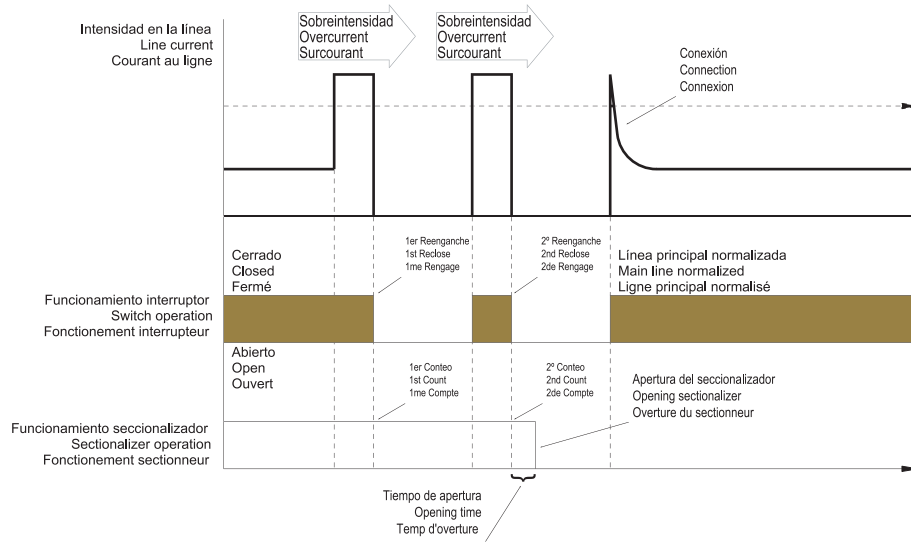 Intensidad en la línea
Line current
Courant au ligne
Sobreintensidad
Overcurrent
Surcourant
Sobreintensidad
Overcurrent
Surcourant
Conexión
Connection
Connexion
Cerrado
Closed
Fermé
1er Reenganche
1st Reclose
1me Rengage
2º Reenganche
2nd Reclose
2de Rengage
Línea principal normalizada
Main line normalized
Ligne principal normalisé
Funcionamiento interruptor
Switch operation
Fonctionement interrupteur
Abierto
Open
Ouvert
1er Conteo
1st Count
1me Compte
2º Conteo
2nd Count
2de Compte
Apertura del seccionalizador
Opening sectionalizer
Overture du sectionneur
Funcionamiento seccionalizador
Sectionalizer operation
Fonctionement sectionneur
Tiempo de apertura
Opening time
Temp d'overture